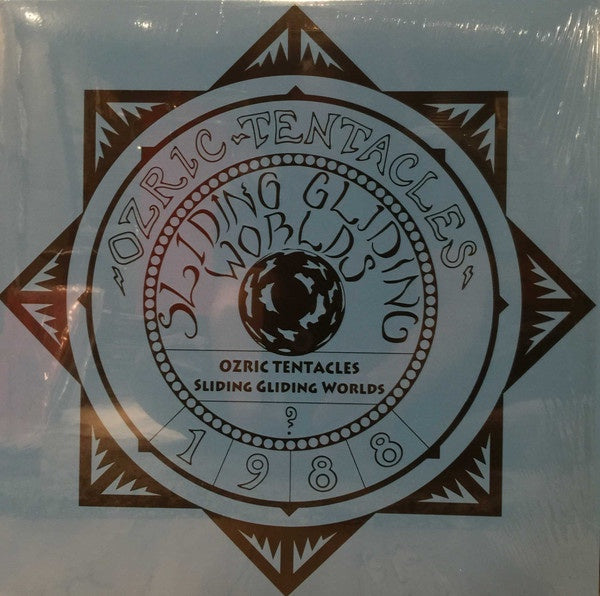 OZRIC-TENTACLES
SLIDING GLIDING
WORLDS
OZRIC TENTACLES
SLIDING GLIDING WORLDS
?
1988